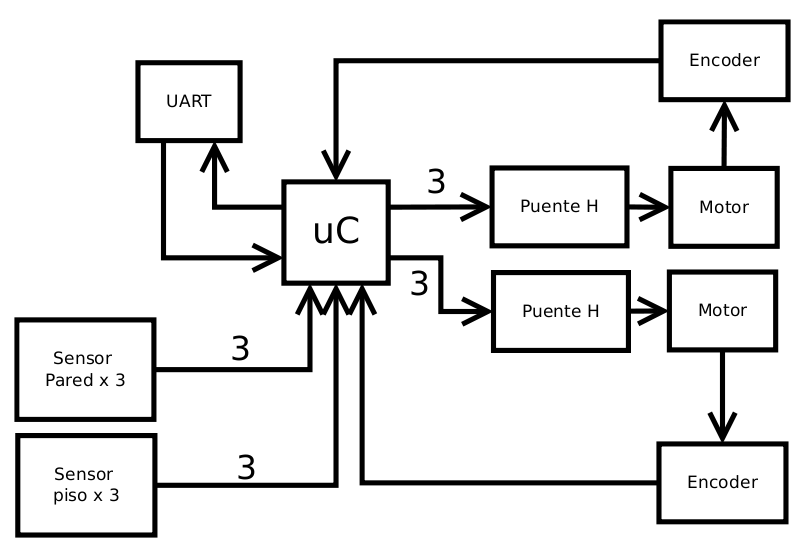 Encoder
UART
3
Puente H
Motor
uC
3
Puente H
Motor
Sensor
Pared x 3
3
Sensor
piso x 3
3
Encoder